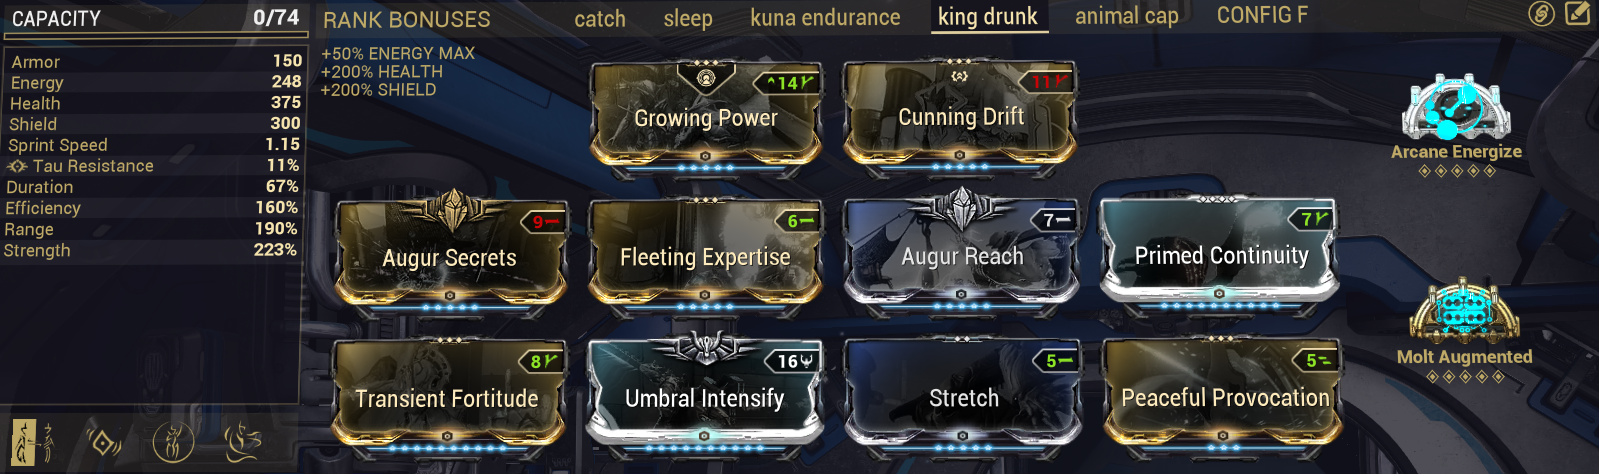 CAPACITY 0/74
RANK BONUSES
catch sleep kuna endurance king drunk animal cap CONFIG F
+50% ENERGY MAX
+200% HEALTH
+200% SHIELD
Armor 150
Energy 248
Health 375
Shield 300
Sprint Speed 1.15
Tau Resistance 11%
Duration 67%
Efficiency 160%
Range 190%
Strength 223%
14
Growing Power
11
Cunning Drift
Arcane Energize
9
Augur Secrets
6
Fleeting Expertise
7
Augur Reach
7
Primed Continuity
8
Transient Fortitude
16
Umbral Intensify
5
Stretch
5
Peaceful Provocation
Molt Augmented